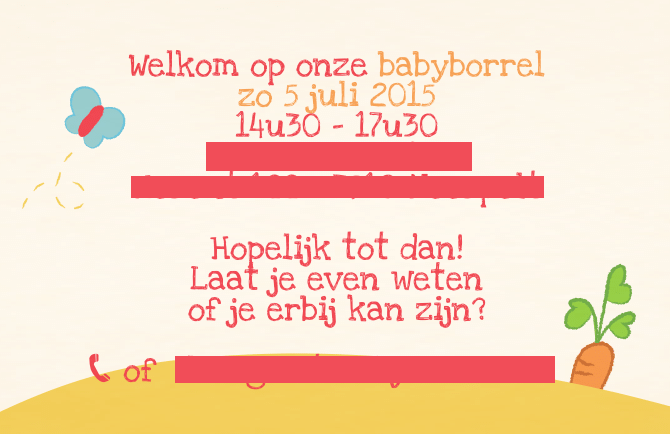 Welkom op onze babyborrel
zo 5 juli 2015
14u30 - 17u30
Hopelijk tot dan!
Laat je even weten
of je erbij kan zijn?
of